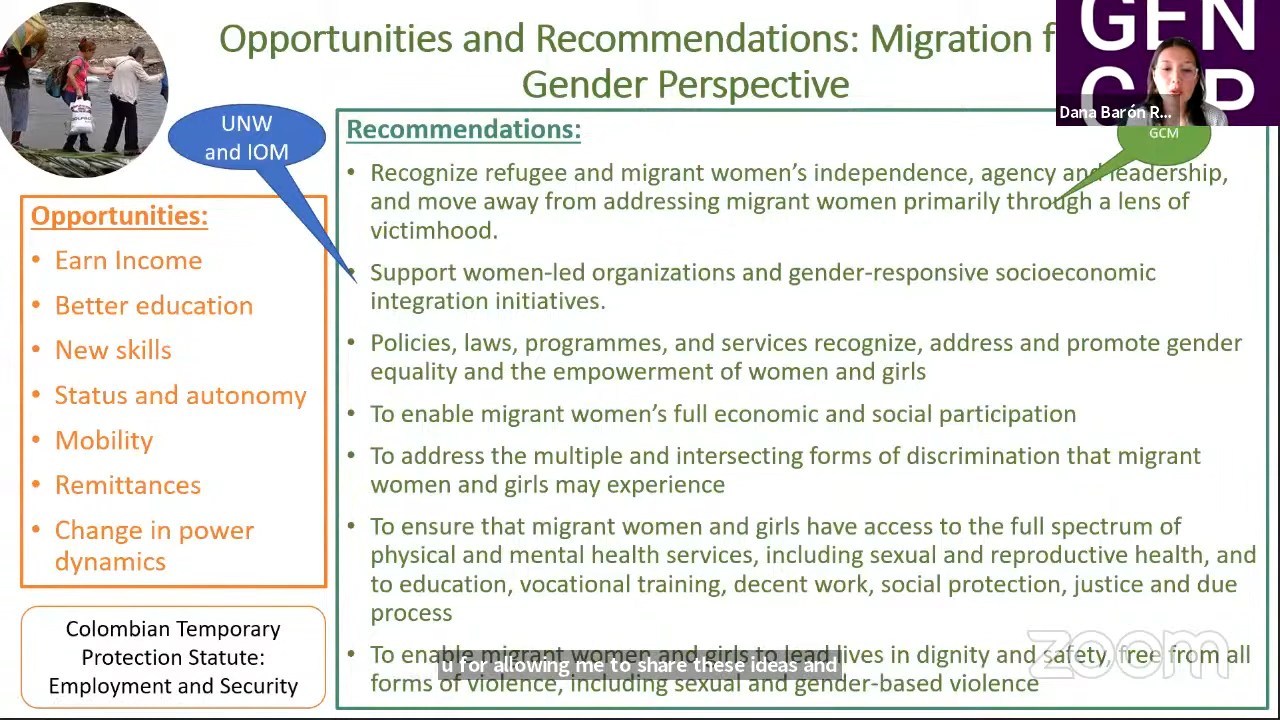 Opportunities and Recommendations: Migration f
Gender Perspective
GEN
CAP
Dana Barón R...
GCM
UNW
and IOM
Opportunities:
• Earn Income
• Better education
• New skills
• Status and autonomy
• Mobility
• Remittances
• Change in power
dynamics
Colombian Temporary
Protection Statute:
Employment and Security
Recommendations:
• Recognize refugee and migrant women’s independence, agency and leadership,
and move away from addressing migrant women primarily through a lens of
victimhood.
• Support women-led organizations and gender-responsive socioeconomic
integration initiatives.
• Policies, laws, programmes, and services recognize, address and promote gender
equality and the empowerment of women and girls
• To enable migrant women’s full economic and social participation
• To address the multiple and intersecting forms of discrimination that migrant
women and girls may experience
• To ensure that migrant women and girls have access to the full spectrum of
physical and mental health services, including sexual and reproductive health, and
to education, vocational training, decent work, social protection, justice and due
process
• To enable migrant women and girls to lead lives in dignity and safety, free from all
forms of violence, including sexual and gender-based violence
u for allowing me to share these ideas and
zoom